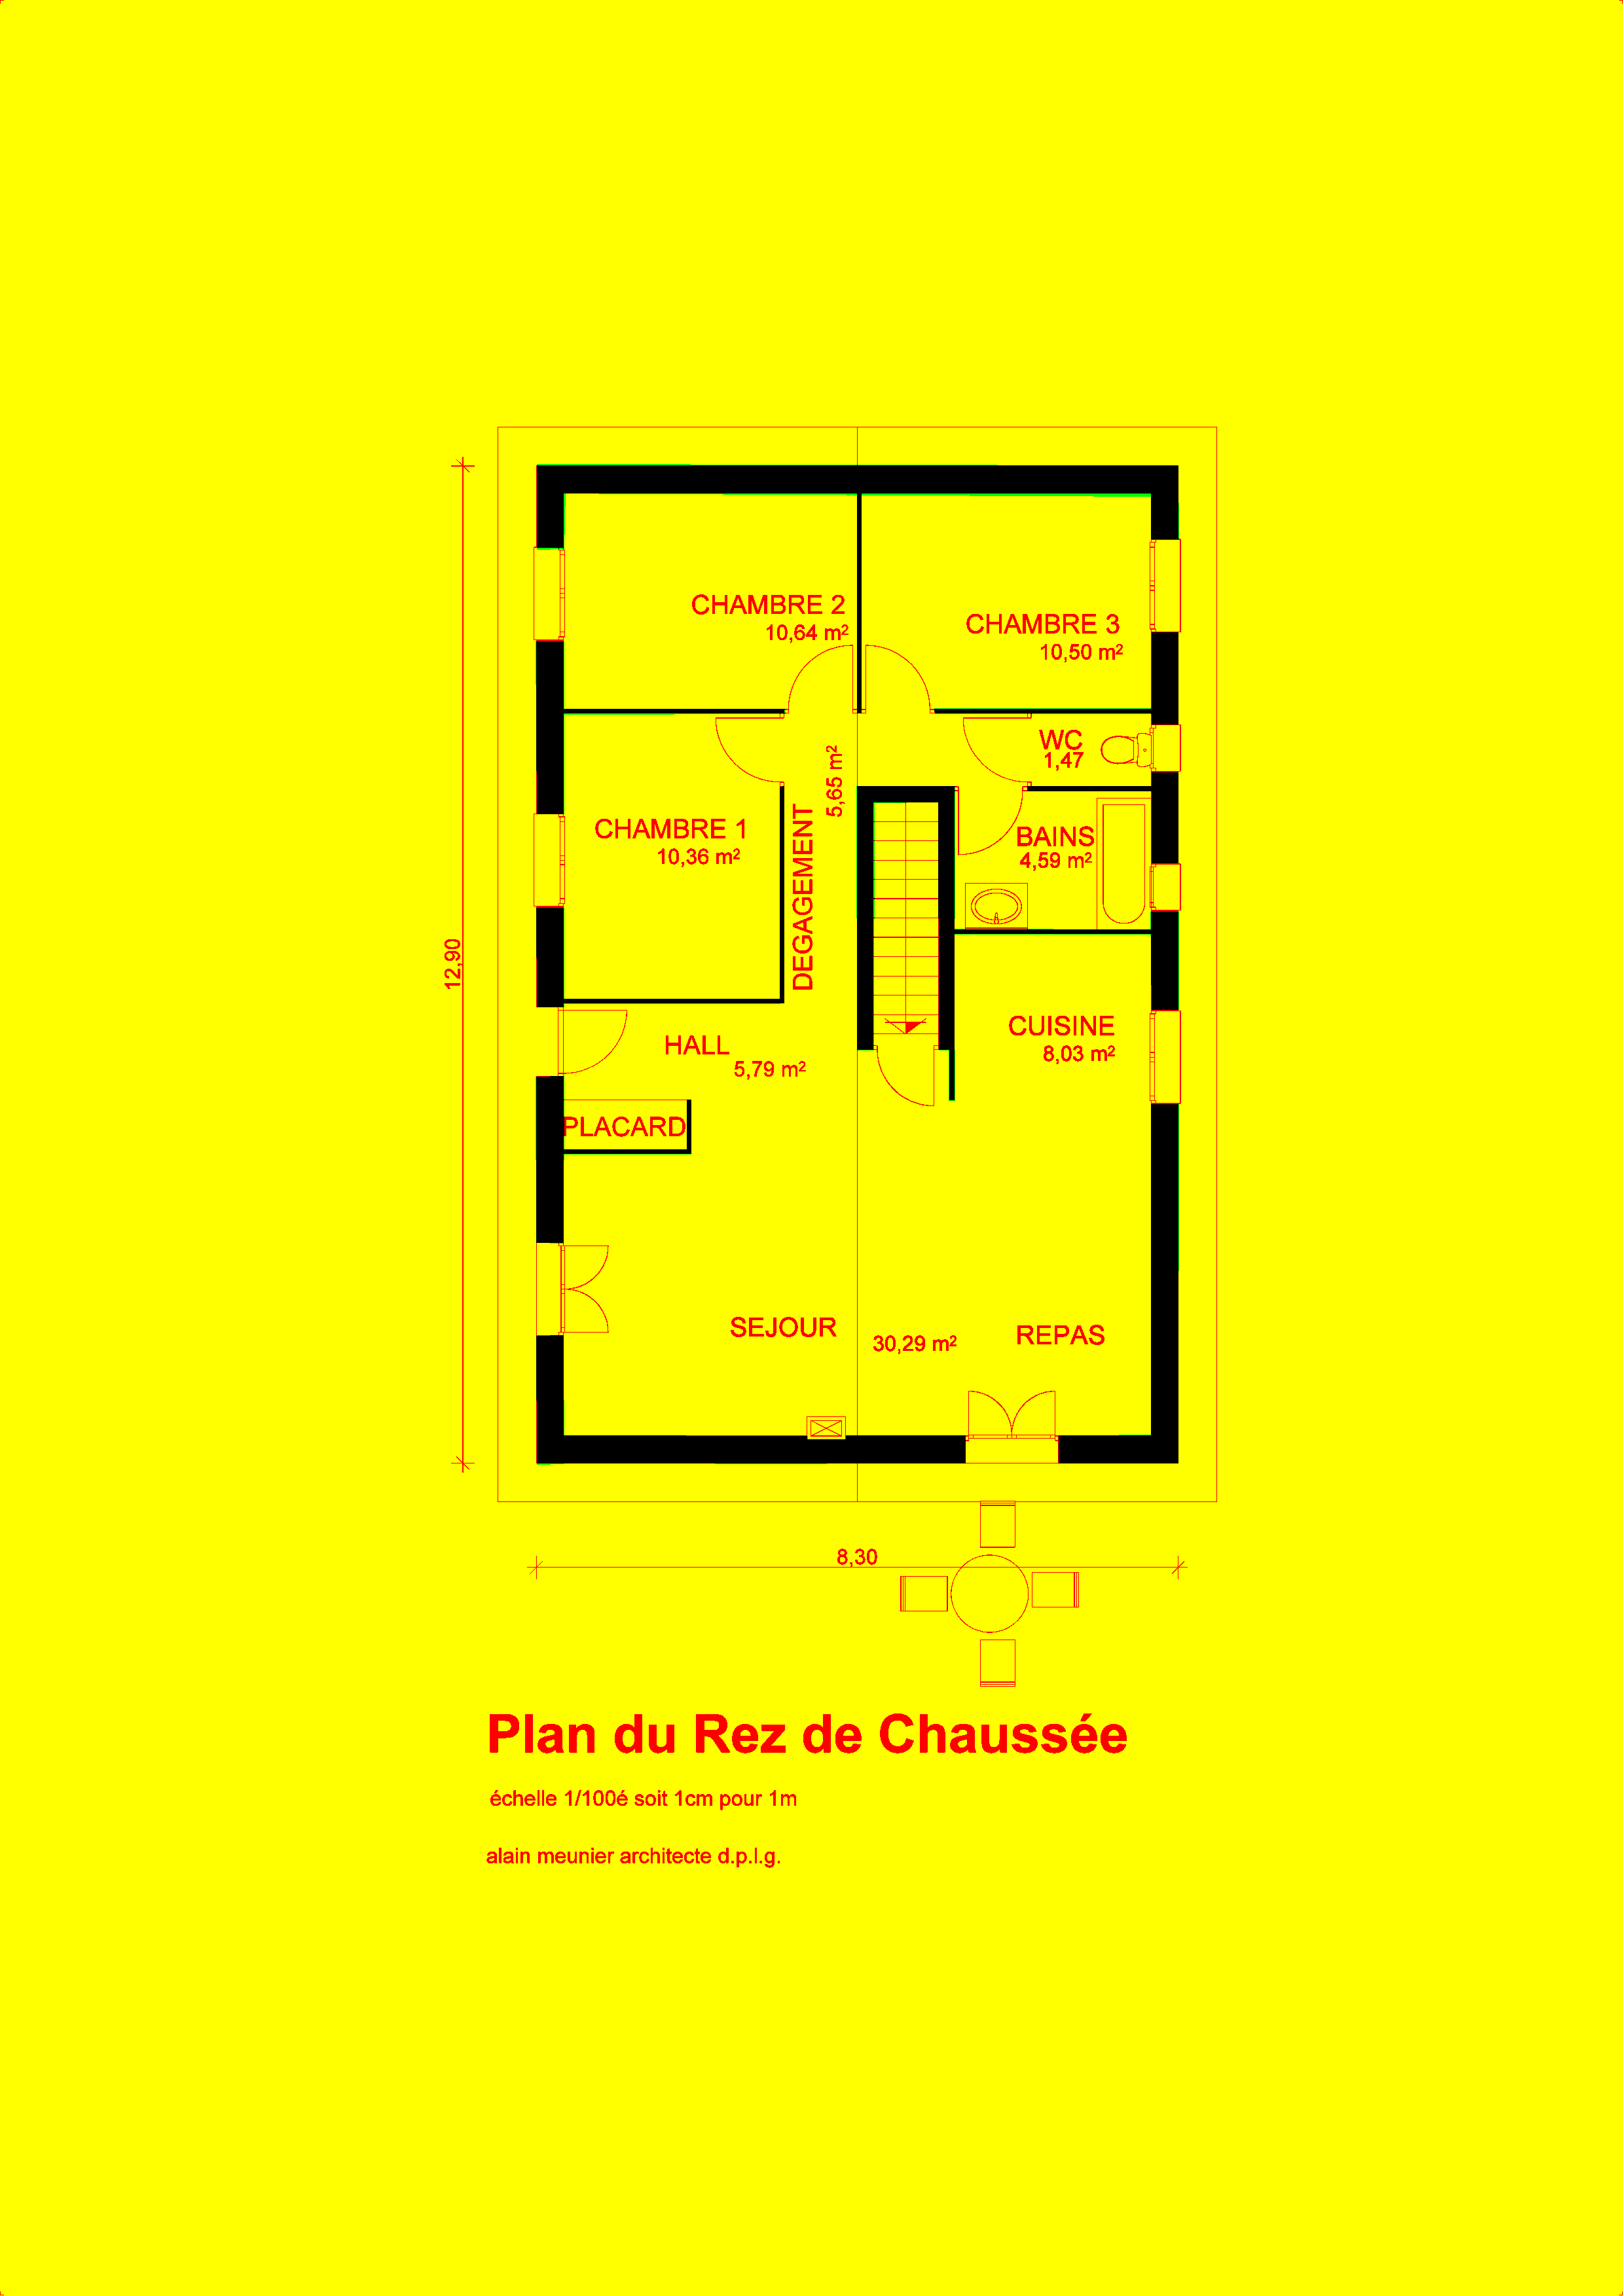 CHAMBRE 2
10,64 m²
CHAMBRE 3
10,50 m²
WC
1,47
5,65 m²
DEGAGEMENT
CHAMBRE 1
10,36 m²
BAINS
4,59 m²
12,90
CUISINE
8,03 m²
HALL
5,79 m²
PLACARD
SEJOUR
30,29 m²
REPAS
8,30
Plan du Rez de Chaussée
échelle 1/100é soit 1cm pour 1m
alain meunier architecte d.p.l.g.